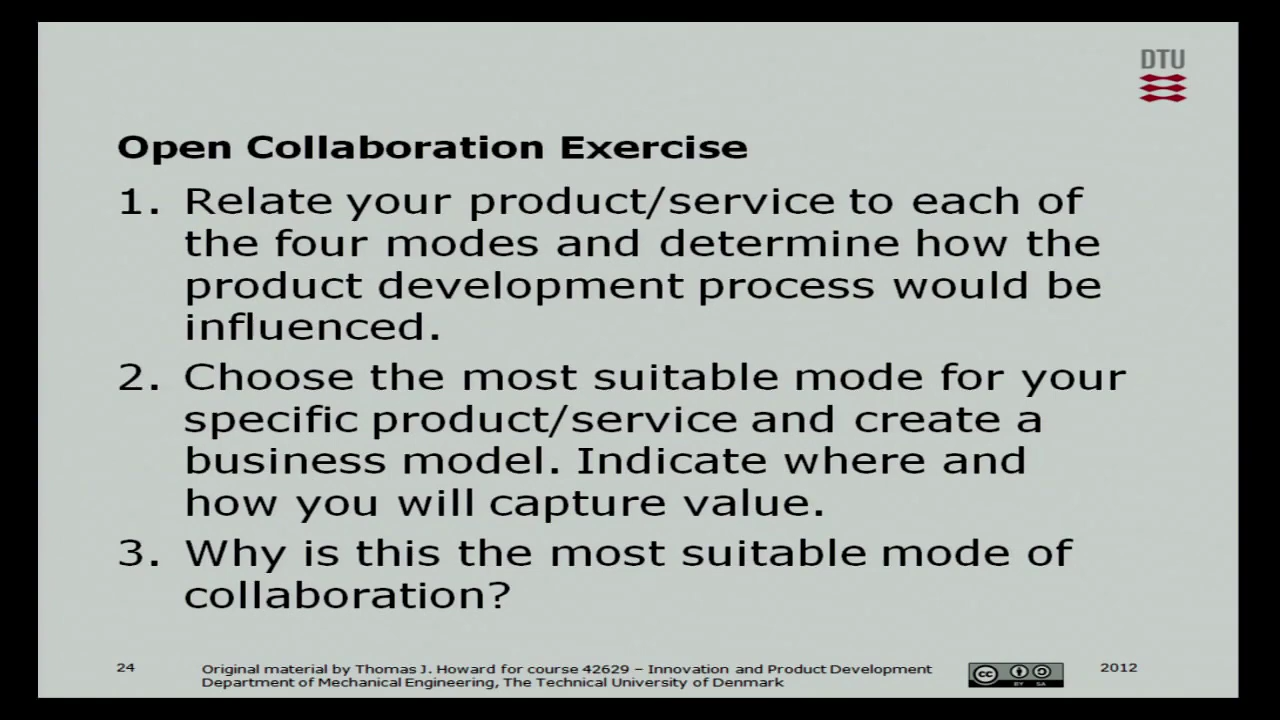 DTU
Open Collaboration Exercise
1. Relate your product/service to each of
the four modes and determine how the
product development process would be
influenced.
2. Choose the most suitable mode for your
specific product/service and create a
business model. Indicate where and
how you will capture value.
3. Why is this the most suitable mode of
collaboration?
24
Original material by Thomas J. Howard for course 42629 – Innovation and Product Development
Department of Mechanical Engineering, The Technical University of Denmark
cc
BY SA
2012